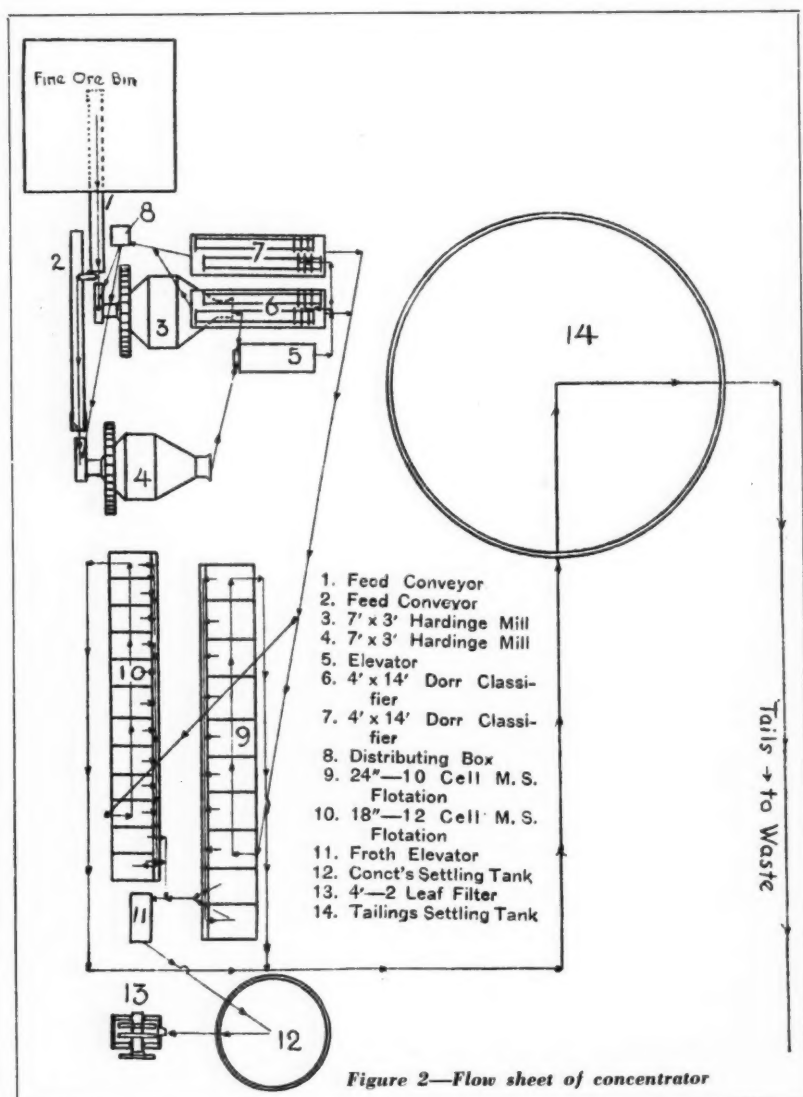 Fine Ore Bin
1
8
2
7
3
6
5
14
4
10
9
1. Feed Conveyor
2. Feed Conveyor
3. 7' x 3' Hardinge Mill
4. 7' x 3' Hardinge Mill
5. Elevator
6. 4' x 14' Dorr Classi-
fier
7. 4' x 14' Dorr Classi-
fier
8. Distributing Box
9. 24"—10 Cell M. S.
Flotation
10. 18"—12 Cell M. S.
Flotation
11. Froth Elevator
12. Conct's Settling Tank
13. 4'—2 Leaf Filter
14. Tailings Settling Tank
Tails → to Waste
11
13
12
Figure 2—Flow sheet of concentrator